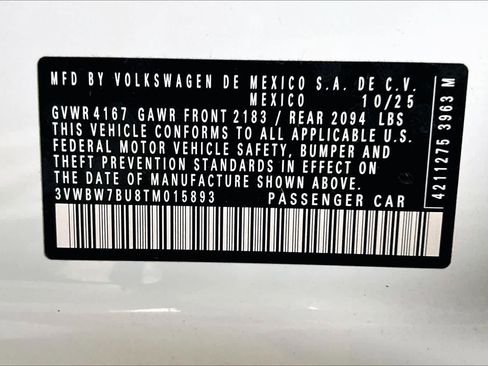 MFD BY VOLKSWAGEN DE MEXICO S.A. DE C.V.
MEXICO 10/25
GVWR 4167 GAWR FRONT 2183 / REAR 2094 LBS
THIS VEHICLE CONFORMS TO ALL APPLICABLE U.S.
FEDERAL MOTOR VEHICLE SAFETY, BUMPER AND
THEFT PREVENTION STANDARDS IN EFFECT ON
THE DATE OF MANUFACTURE SHOWN ABOVE.
3VWBW7BU8TM015893 PASSENGER CAR
4211275 3963 M